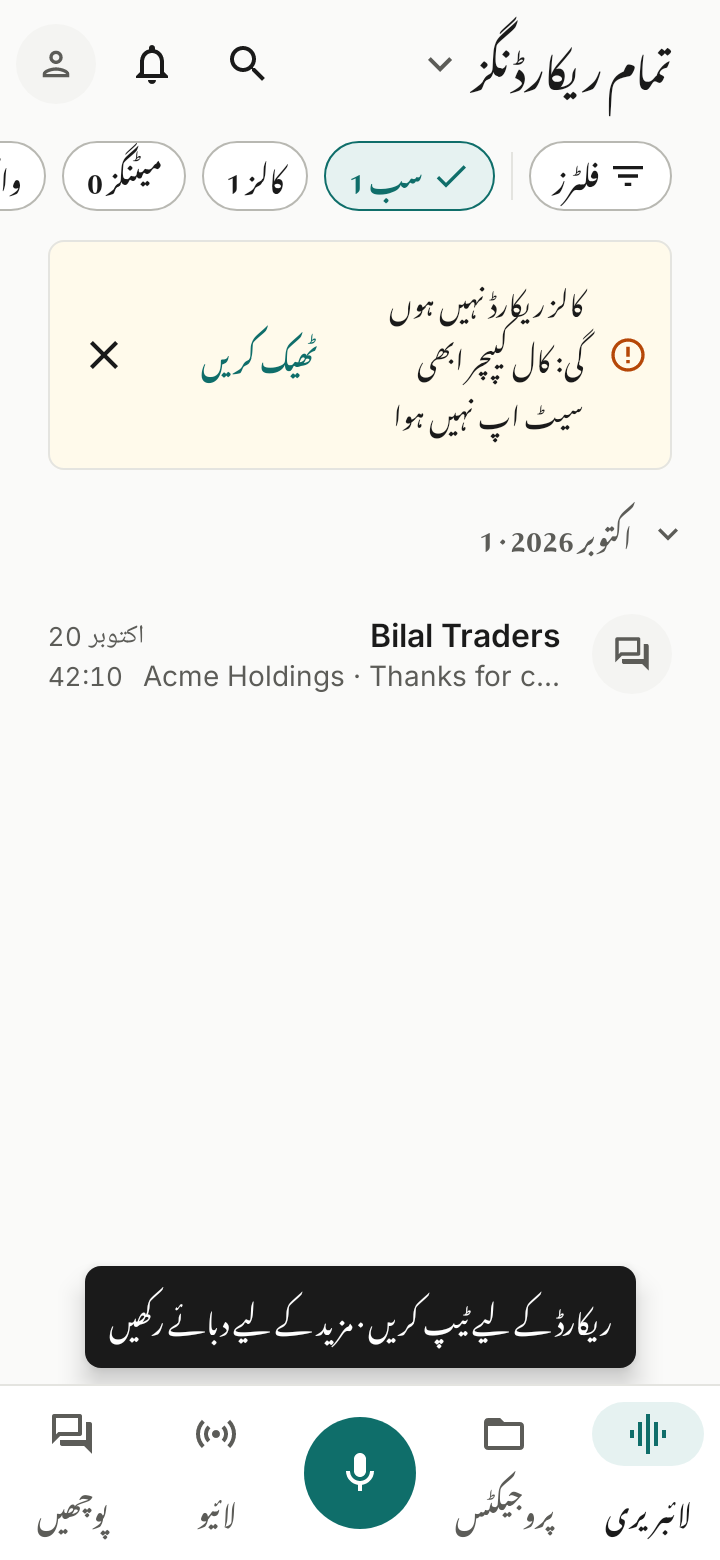 تمام ریکارڈنگز
فلٹرز
سب 1
کالز 1
میٹنگز 0
کالز ریکارڈ نہیں ہوں
گی: کال کیپچر ابھی
سیٹ اپ نہیں ہوا
ٹھیک کریں
اکتوبر 2026 · 1
Bilal Traders
اکتوبر 20
Acme Holdings · Thanks for c...
42:10
ریکارڈ کے لیے ٹیپ کریں · مزید کے لیے دبائے رکھیں
لائبریری
پروجیکٹس
لائیو
پوچھیں